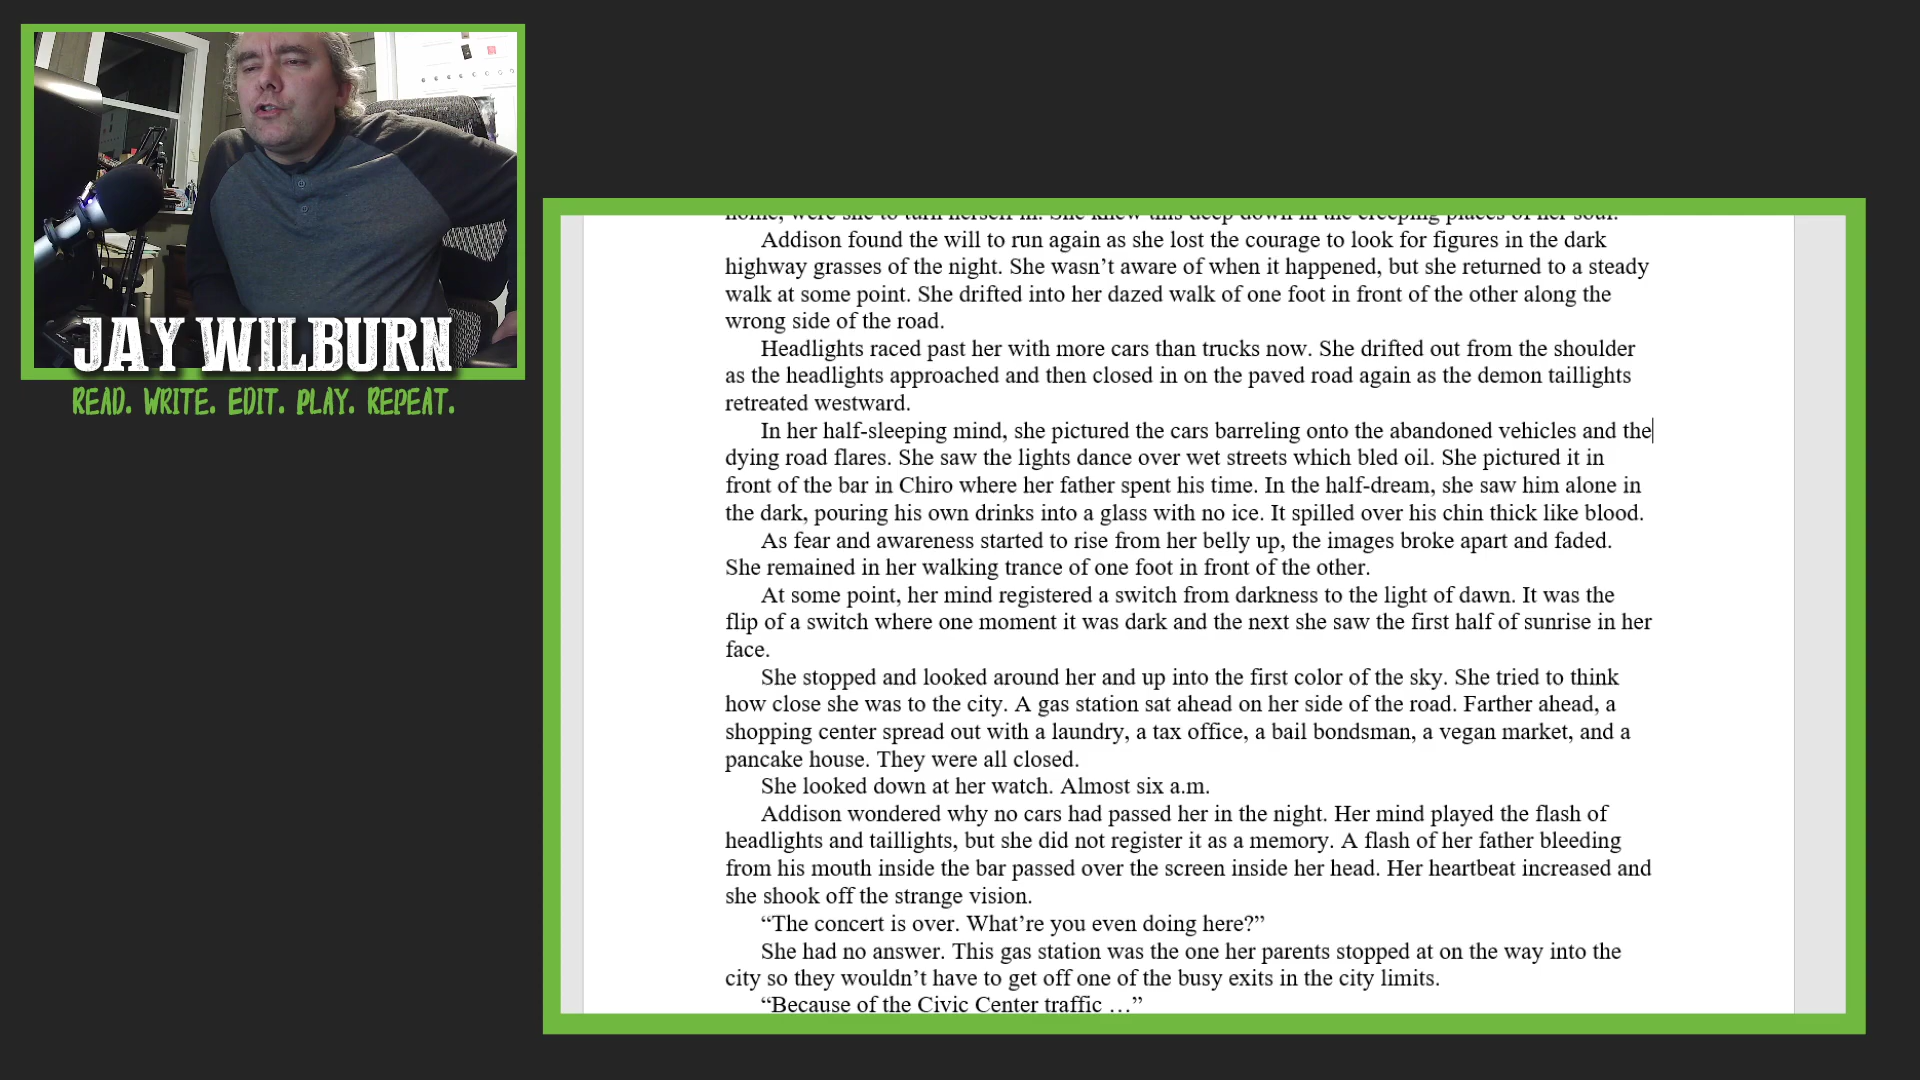 JAY WILBURN
READ. WRITE. EDIT. PLAY. REPEAT.
home, were she to turn herself in. She knew this deep down in the creeping places of her soul.
Addison found the will to run again as she lost the courage to look for figures in the dark
highway grasses of the night. She wasn’t aware of when it happened, but she returned to a steady
walk at some point. She drifted into her dazed walk of one foot in front of the other along the
wrong side of the road.
Headlights raced past her with more cars than trucks now. She drifted out from the shoulder
as the headlights approached and then closed in on the paved road again as the demon taillights
retreated westward.
In her half-sleeping mind, she pictured the cars barreling onto the abandoned vehicles and the
dying road flares. She saw the lights dance over wet streets which bled oil. She pictured it in
front of the bar in Chiro where her father spent his time. In the half-dream, she saw him alone in
the dark, pouring his own drinks into a glass with no ice. It spilled over his chin thick like blood.
As fear and awareness started to rise from her belly up, the images broke apart and faded.
She remained in her walking trance of one foot in front of the other.
At some point, her mind registered a switch from darkness to the light of dawn. It was the
flip of a switch where one moment it was dark and the next she saw the first half of sunrise in her
face.
She stopped and looked around her and up into the first color of the sky. She tried to think
how close she was to the city. A gas station sat ahead on her side of the road. Farther ahead, a
shopping center spread out with a laundry, a tax office, a bail bondsman, a vegan market, and a
pancake house. They were all closed.
She looked down at her watch. Almost six a.m.
Addison wondered why no cars had passed her in the night. Her mind played the flash of
headlights and taillights, but she did not register it as a memory. A flash of her father bleeding
from his mouth inside the bar passed over the screen inside her head. Her heartbeat increased and
she shook off the strange vision.
“The concert is over. What’re you even doing here?”
She had no answer. This gas station was the one her parents stopped at on the way into the
city so they wouldn’t have to get off one of the busy exits in the city limits.
“Because of the Civic Center traffic …”